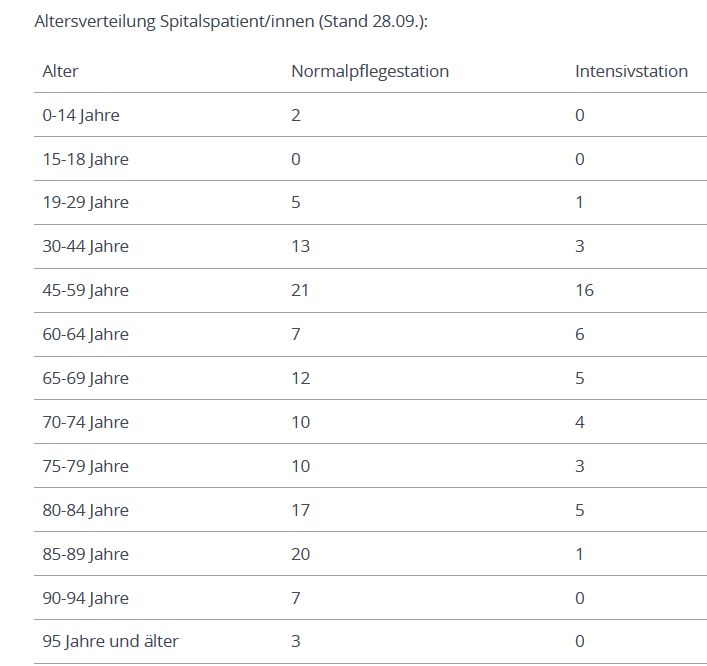 Altersverteilung Spitalspatient/innen (Stand 28.09.):
Alter Normalpflegestation Intensivstation
0-14 Jahre 2 0
15-18 Jahre 0 0
19-29 Jahre 5 1
30-44 Jahre 13 3
45-59 Jahre 21 16
60-64 Jahre 7 6
65-69 Jahre 12 5
70-74 Jahre 10 4
75-79 Jahre 10 3
80-84 Jahre 17 5
85-89 Jahre 20 1
90-94 Jahre 7 0
95 Jahre und älter 3 0